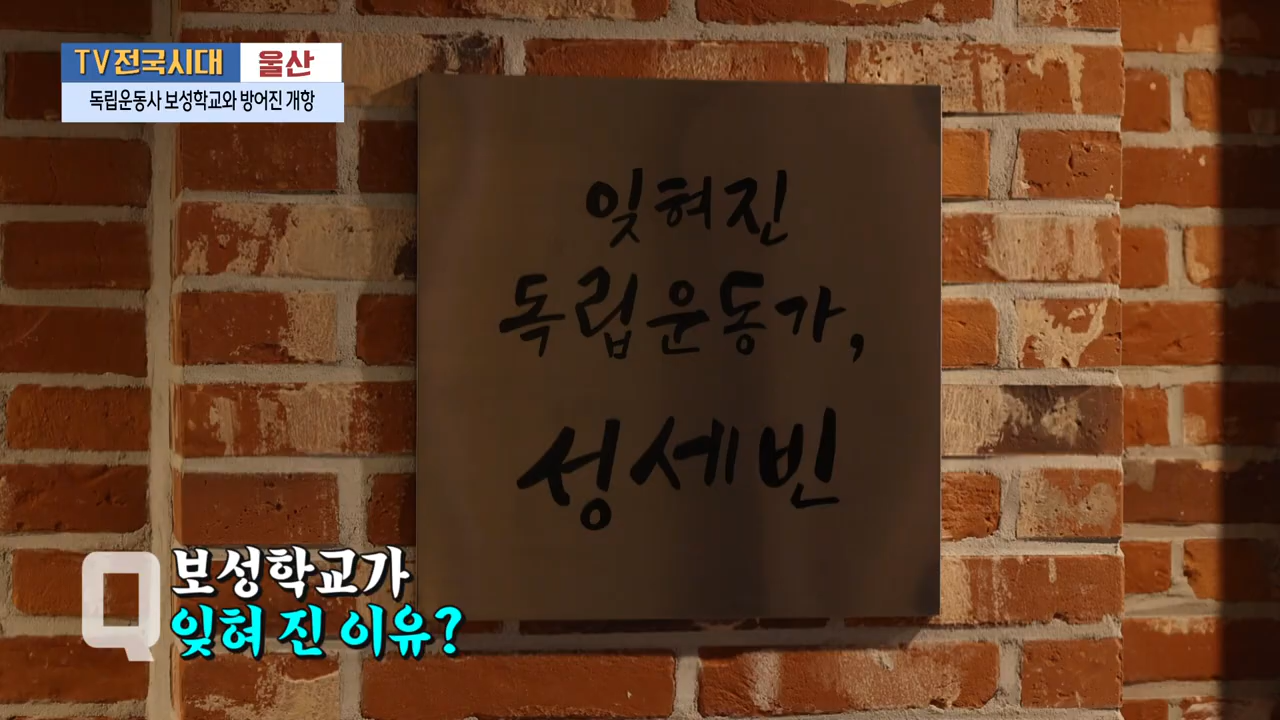 TV전국시대 울산
독립운동사 보성학교와 방어진 개항
잊혀진
독립운동가,
성세빈
Q 보성학교가
잊혀 진 이유?